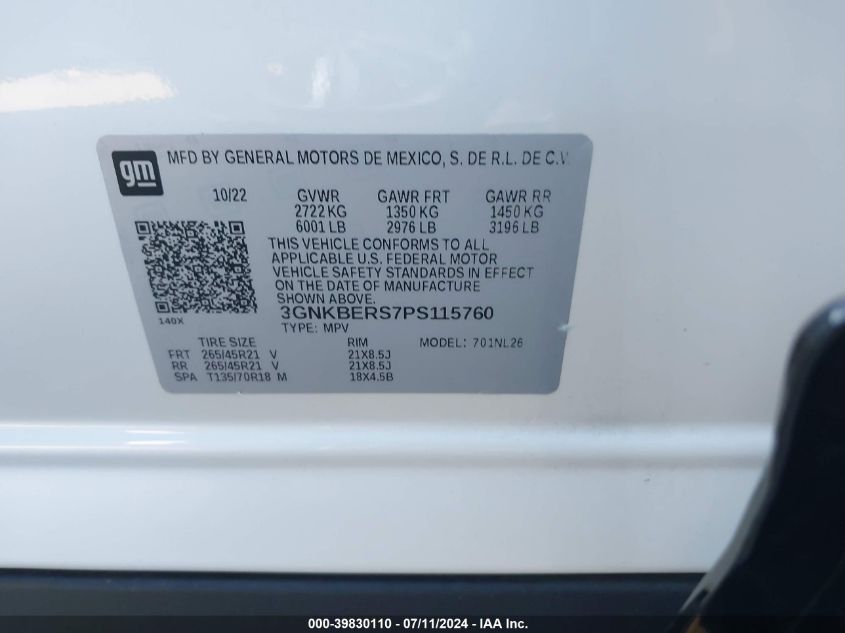 gm MFD BY GENERAL MOTORS DE MEXICO, S. DE R.L. DE C.V.
10/22 GVWR GAWR FRT GAWR RR
2722 KG 1350 KG 1450 KG
6001 LB 2976 LB 3196 LB
THIS VEHICLE CONFORMS TO ALL
APPLICABLE U.S. FEDERAL MOTOR
VEHICLE SAFETY STANDARDS IN EFFECT
ON THE DATE OF MANUFACTURE
SHOWN ABOVE.
140X
3GNKBERS7PS115760
TYPE: MPV
TIRE SIZE RIM MODEL: 701NL26
FRT 265/45R21 V 21X8.5J
RR 265/45R21 V 21X8.5J
SPA T135/70R18 M 18X4.5B
000-39830110 - 07/11/2024 - IAA Inc.